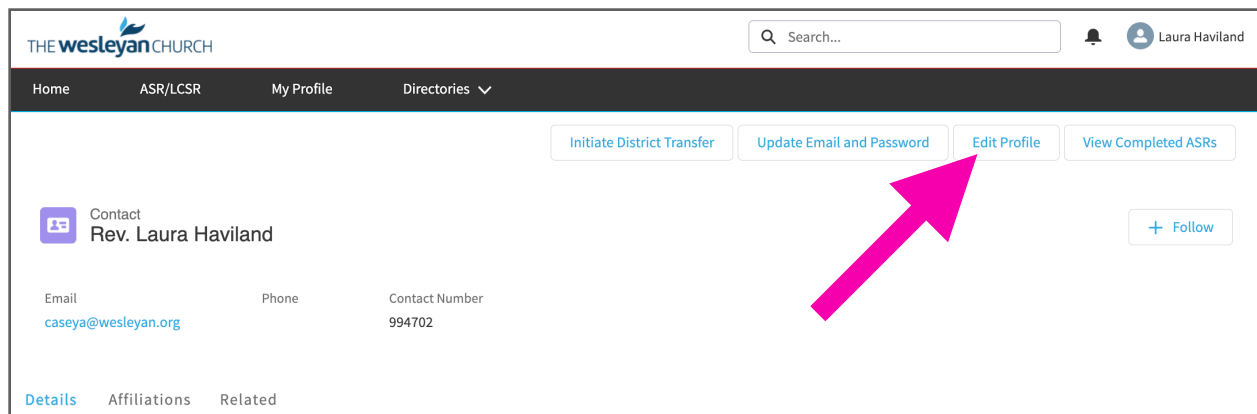 THE wesleyan CHURCH
Search...
Laura Haviland
Home ASR/LCSR My Profile Directories
Initiate District Transfer Update Email and Password Edit Profile View Completed ASRs
Contact
Rev. Laura Haviland
+ Follow
Email Phone Contact Number
caseya@wesleyan.org 994702
Details Affiliations Related